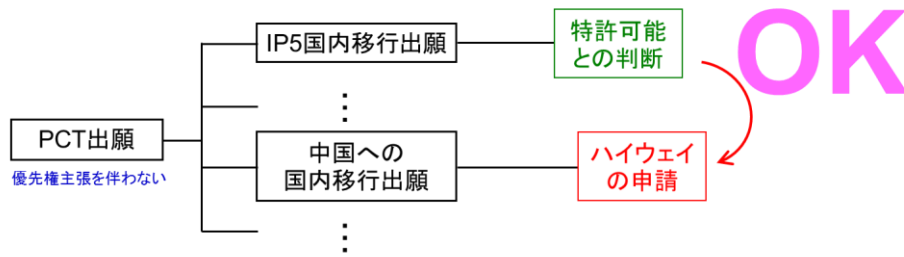 IP5国内移行出願
特許可能
との判断
OK
⋮
PCT出願
優先権主張を伴わない
中国への
国内移行出願
ハイウェイ
の申請
⋮